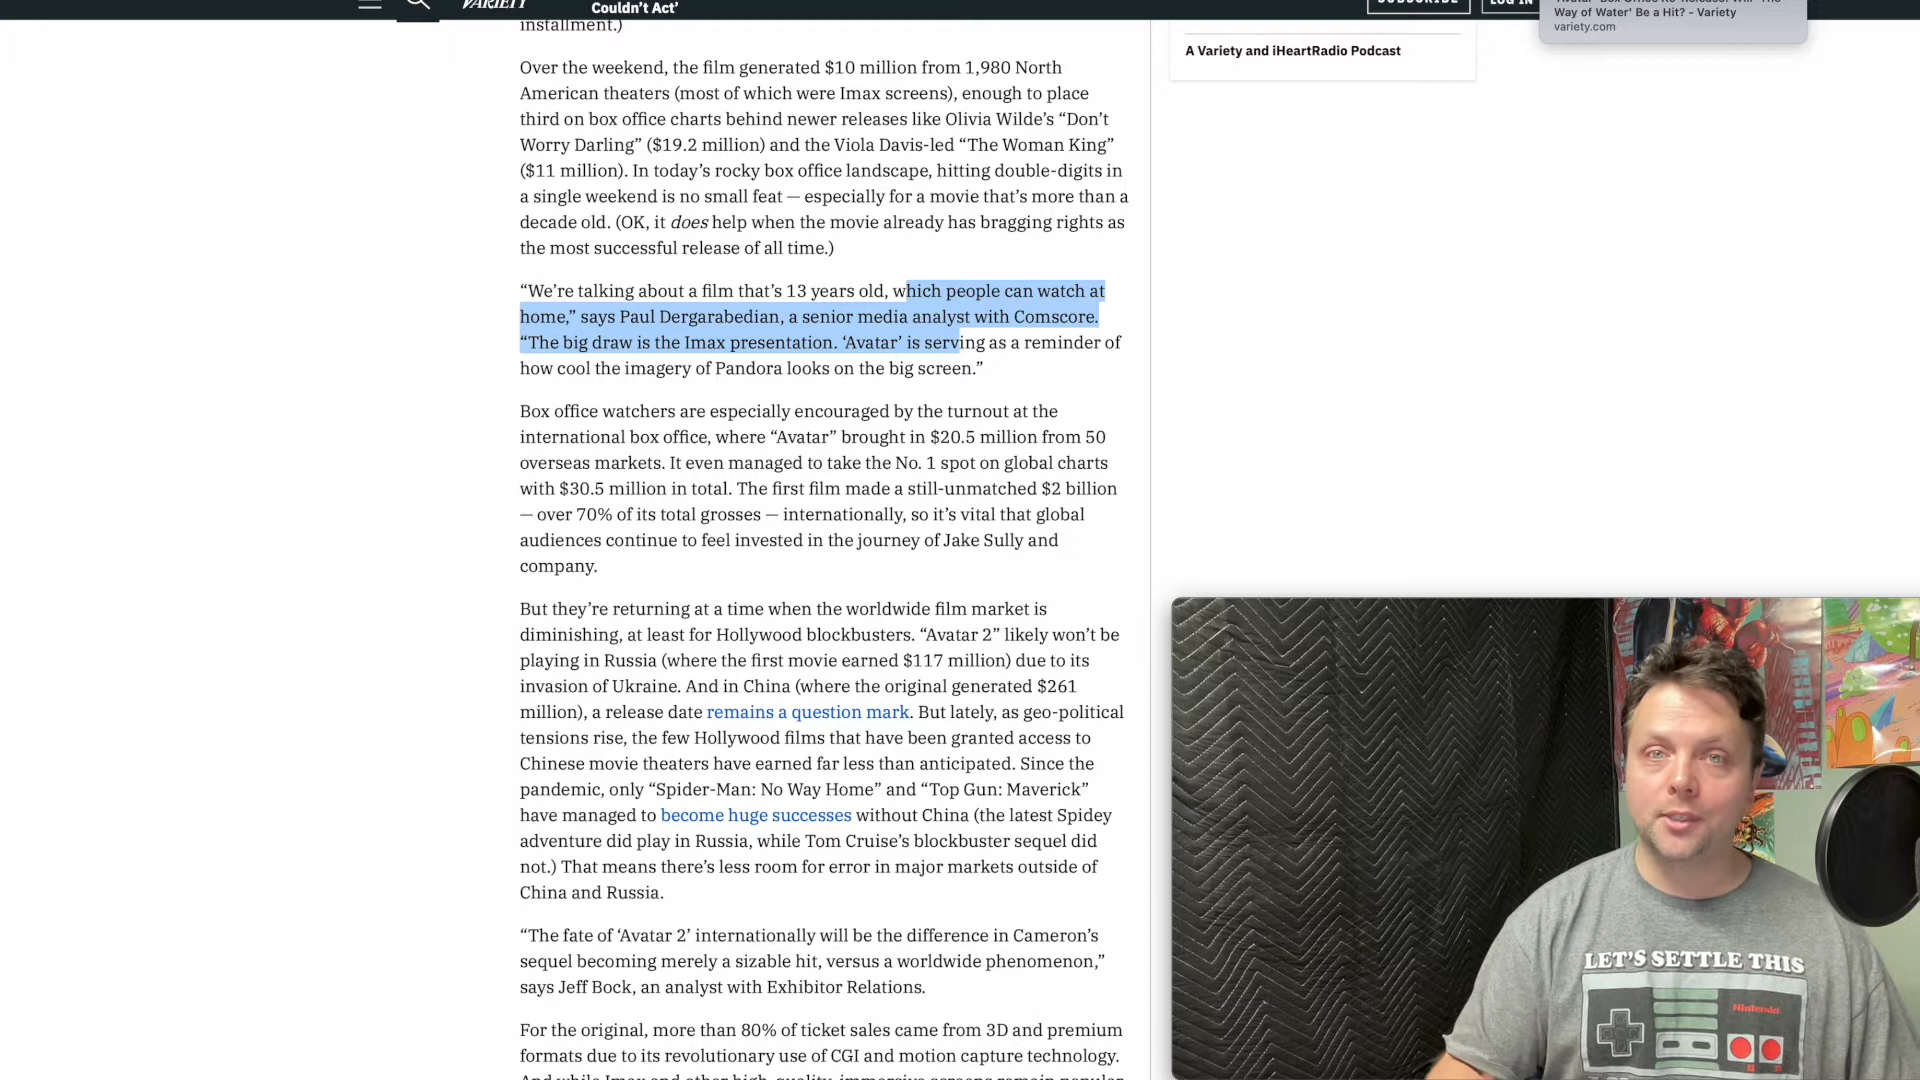 VARIETY
Couldn't Act'
SUBSCRIBE
LOG IN
Way of Water' Be a Hit? - Variety
variety.com
installment.)
A Variety and iHeartRadio Podcast
Over the weekend, the film generated $10 million from 1,980 North
American theaters (most of which were Imax screens), enough to place
third on box office charts behind newer releases like Olivia Wilde's “Don't
Worry Darling” ($19.2 million) and the Viola Davis-led “The Woman King”
($11 million). In today's rocky box office landscape, hitting double-digits in
a single weekend is no small feat — especially for a movie that's more than a
decade old. (OK, it does help when the movie already has bragging rights as
the most successful release of all time.)
“We're talking about a film that's 13 years old, which people can watch at
home,” says Paul Dergarabedian, a senior media analyst with Comscore.
“The big draw is the Imax presentation. ‘Avatar’ is serving as a reminder of
how cool the imagery of Pandora looks on the big screen.”
Box office watchers are especially encouraged by the turnout at the
international box office, where “Avatar” brought in $20.5 million from 50
overseas markets. It even managed to take the No. 1 spot on global charts
with $30.5 million in total. The first film made a still-unmatched $2 billion
— over 70% of its total grosses — internationally, so it's vital that global
audiences continue to feel invested in the journey of Jake Sully and
company.
But they're returning at a time when the worldwide film market is
diminishing, at least for Hollywood blockbusters. “Avatar 2” likely won't be
playing in Russia (where the first movie earned $117 million) due to its
invasion of Ukraine. And in China (where the original generated $261
million), a release date remains a question mark. But lately, as geo-political
tensions rise, the few Hollywood films that have been granted access to
Chinese movie theaters have earned far less than anticipated. Since the
pandemic, only “Spider-Man: No Way Home” and “Top Gun: Maverick”
have managed to become huge successes without China (the latest Spidey
adventure did play in Russia, while Tom Cruise's blockbuster sequel did
not.) That means there's less room for error in major markets outside of
China and Russia.
“The fate of ‘Avatar 2’ internationally will be the difference in Cameron's
sequel becoming merely a sizable hit, versus a worldwide phenomenon,”
says Jeff Bock, an analyst with Exhibitor Relations.
For the original, more than 80% of ticket sales came from 3D and premium
formats due to its revolutionary use of CGI and motion capture technology.
LET'S SETTLE THIS
Nintendo